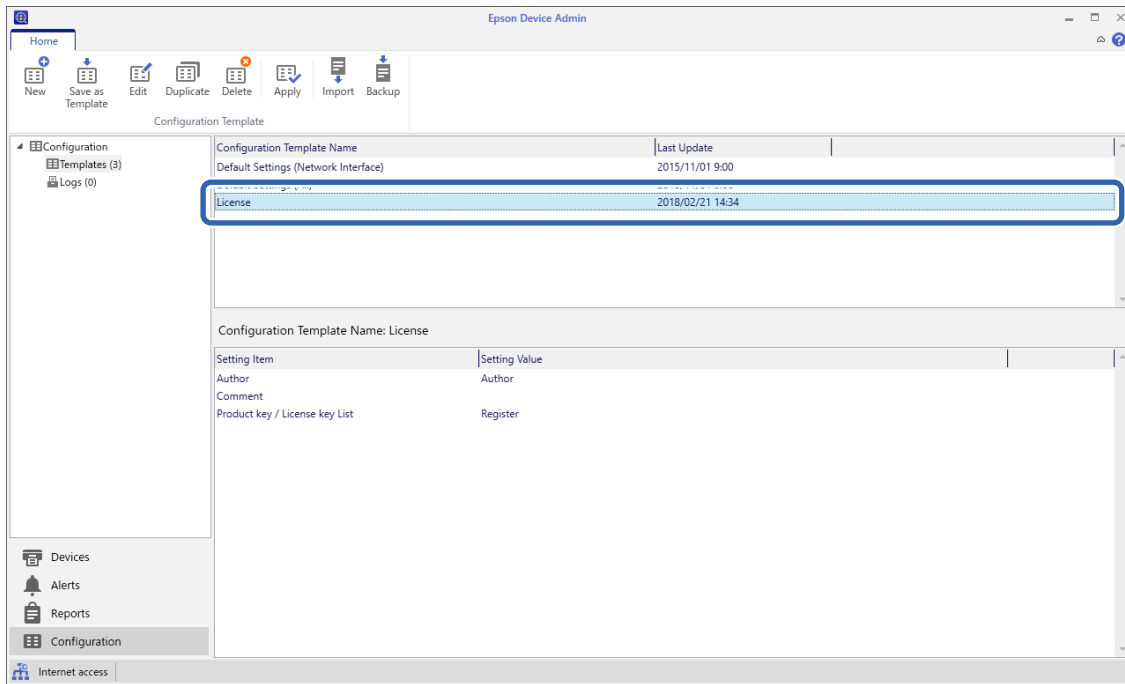 Epson Device Admin
Home
New
Save as Template
Edit
Duplicate
Delete
Apply
Import
Backup
Configuration Template
Configuration
Templates (3)
Logs (0)
Configuration Template Name Last Update
Default Settings (Network Interface) 2015/11/01 9:00
License 2018/02/21 14:34
Configuration Template Name: License
Setting Item Setting Value
Author Author
Comment
Product key / License key List Register
Devices
Alerts
Reports
Configuration
Internet access